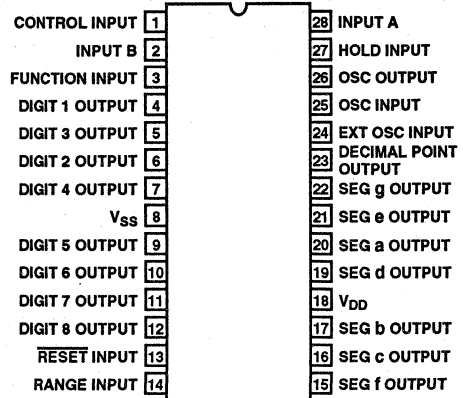 CONTROL INPUT 1
INPUT B 2
FUNCTION INPUT 3
DIGIT 1 OUTPUT 4
DIGIT 3 OUTPUT 5
DIGIT 2 OUTPUT 6
DIGIT 4 OUTPUT 7
VSS 8
DIGIT 5 OUTPUT 9
DIGIT 6 OUTPUT 10
DIGIT 7 OUTPUT 11
DIGIT 8 OUTPUT 12
RESET INPUT 13
RANGE INPUT 14
28 INPUT A
27 HOLD INPUT
26 OSC OUTPUT
25 OSC INPUT
24 EXT OSC INPUT
23 DECIMAL POINT
OUTPUT
22 SEG g OUTPUT
21 SEG e OUTPUT
20 SEG a OUTPUT
19 SEG d OUTPUT
18 VDD
17 SEG b OUTPUT
16 SEG c OUTPUT
15 SEG f OUTPUT